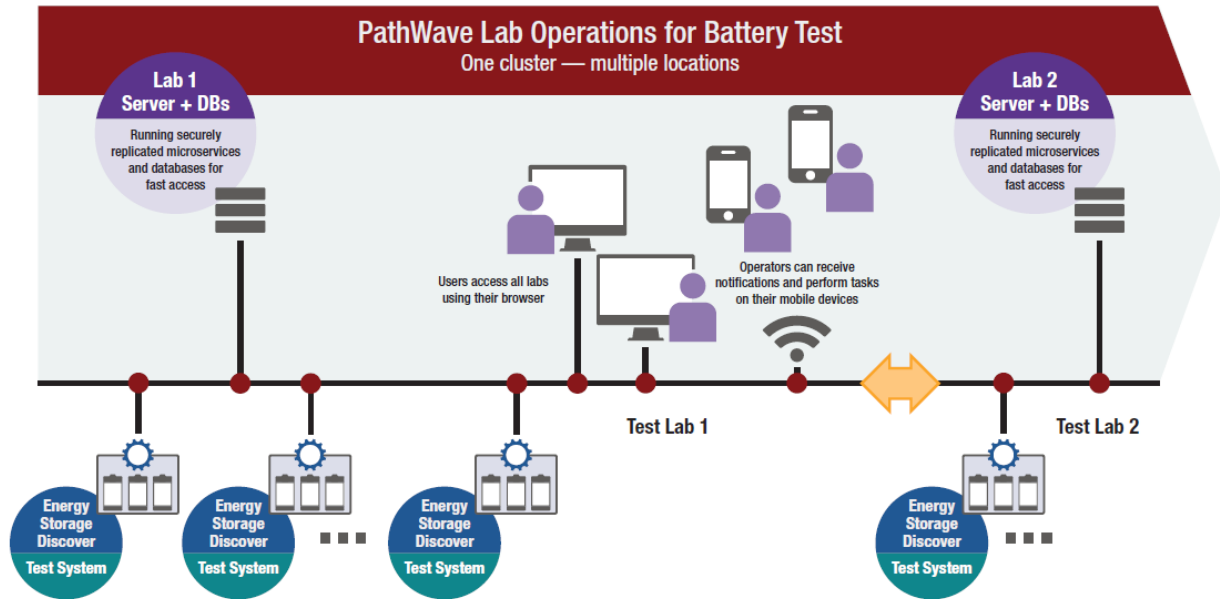 PathWave Lab Operations for Battery Test
One cluster — multiple locations
Lab 1
Server + DBs
Running securely
replicated microservices
and databases for
fast access
Lab 2
Server + DBs
Running securely
replicated microservices
and databases for
fast access
Users access all labs
using their browser
Operators can receive
notifications and perform tasks
on their mobile devices
Test Lab 1
Test Lab 2
Energy
Storage
Discover
Test System
Energy
Storage
Discover
Test System
Energy
Storage
Discover
Test System
Energy
Storage
Discover
Test System